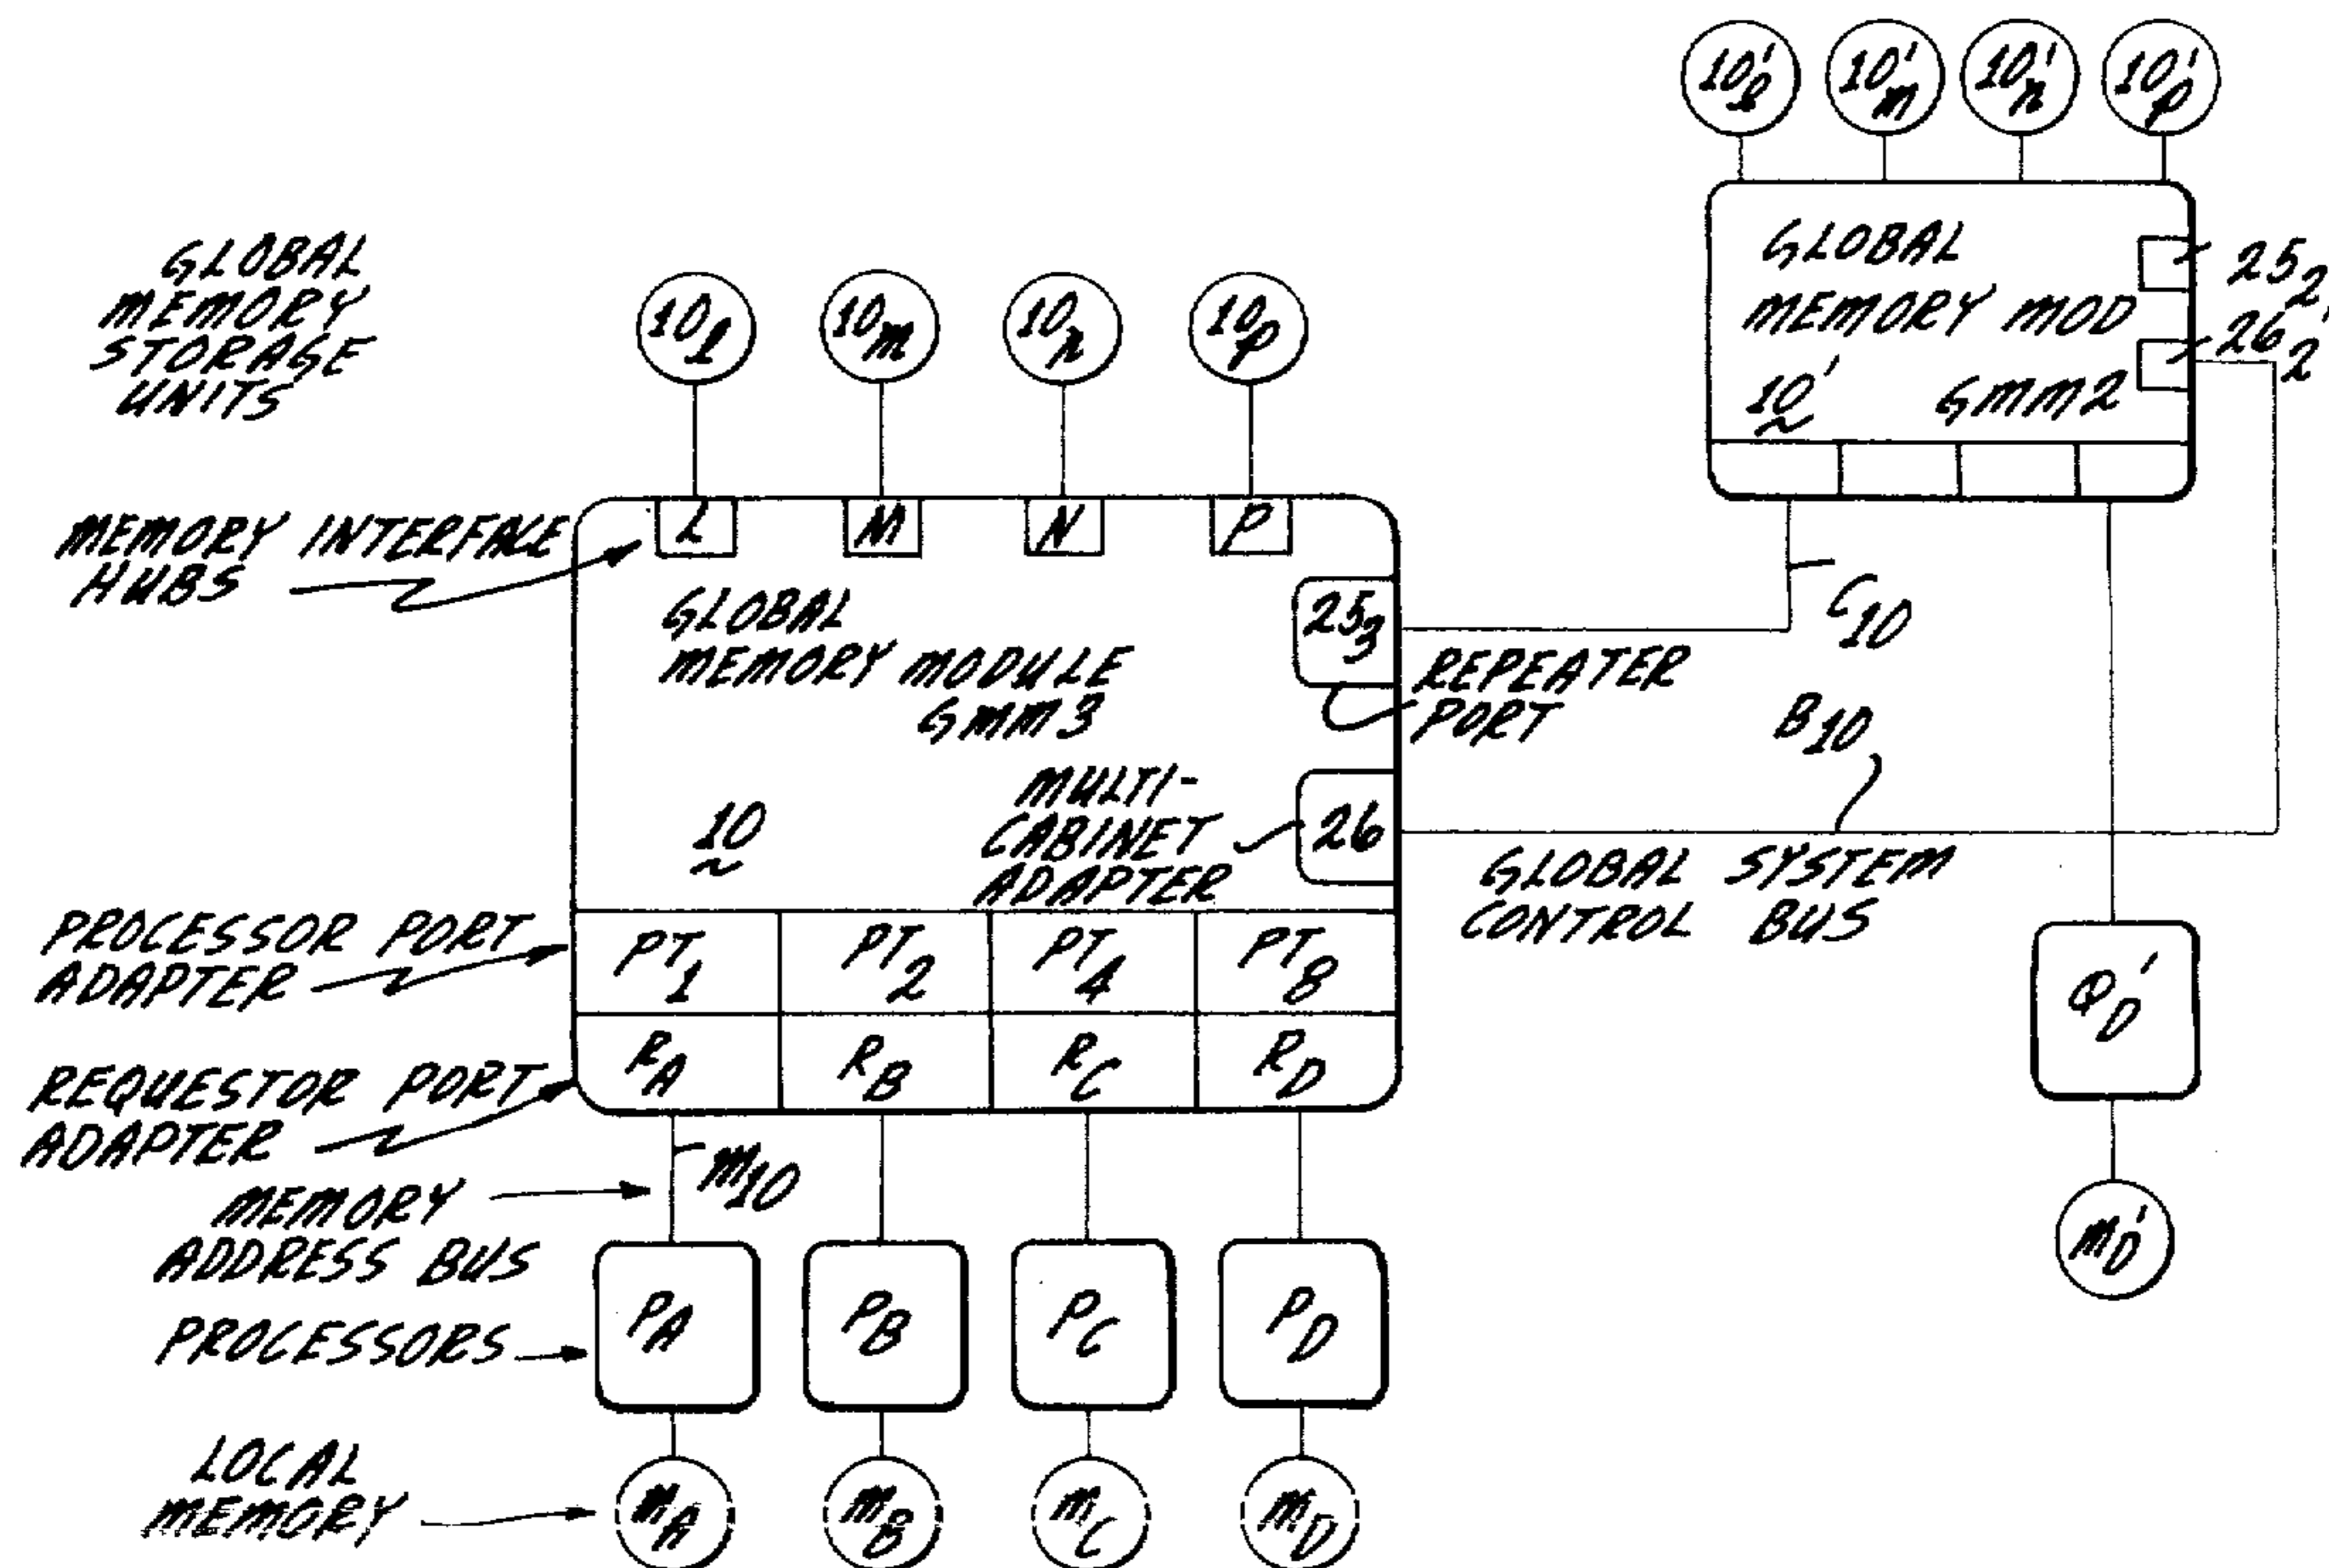 10'ℓ 10'm 10'n 10'p
GLOBAL
MEMORY MOD
10' GMM2
25₂'
26₂'
GLOBAL
MEMORY
STORAGE
UNITS
10ℓ 10m 10n 10p
MEMORY INTERFACE
HUBS
L M N P
GLOBAL
MEMORY MODULE
GMM3
25₃
REPEATER
PORT
C10
B10
10
MULTI-
CABINET
ADAPTER
26
GLOBAL SYSTEM
CONTROL BUS
PROCESSOR PORT
ADAPTER
PT1 PT2 PT4 PT8
REQUESTOR PORT
ADAPTER
RA RB RC RD
QD'
M10
MEMORY
ADDRESS BUS
MD'
PROCESSORS
PA PB PC PD
LOCAL
MEMORY
MA MB MC MD